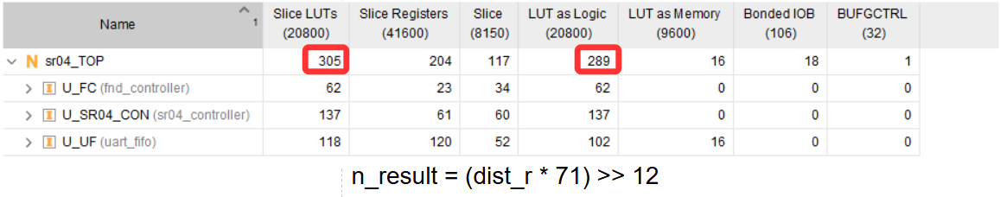 Name 1 Slice LUTs (20800) Slice Registers (41600) Slice (8150) LUT as Logic (20800) LUT as Memory (9600) Bonded IOB (106) BUFGCTRL (32)
N sr04_TOP 305 204 117 289 16 18 1
I U_FC (fnd_controller) 62 23 34 62 0 0 0
I U_SR04_CON (sr04_controller) 137 61 60 137 0 0 0
I U_UF (uart_fifo) 118 120 52 102 16 0 0
n_result = (dist_r * 71) >> 12